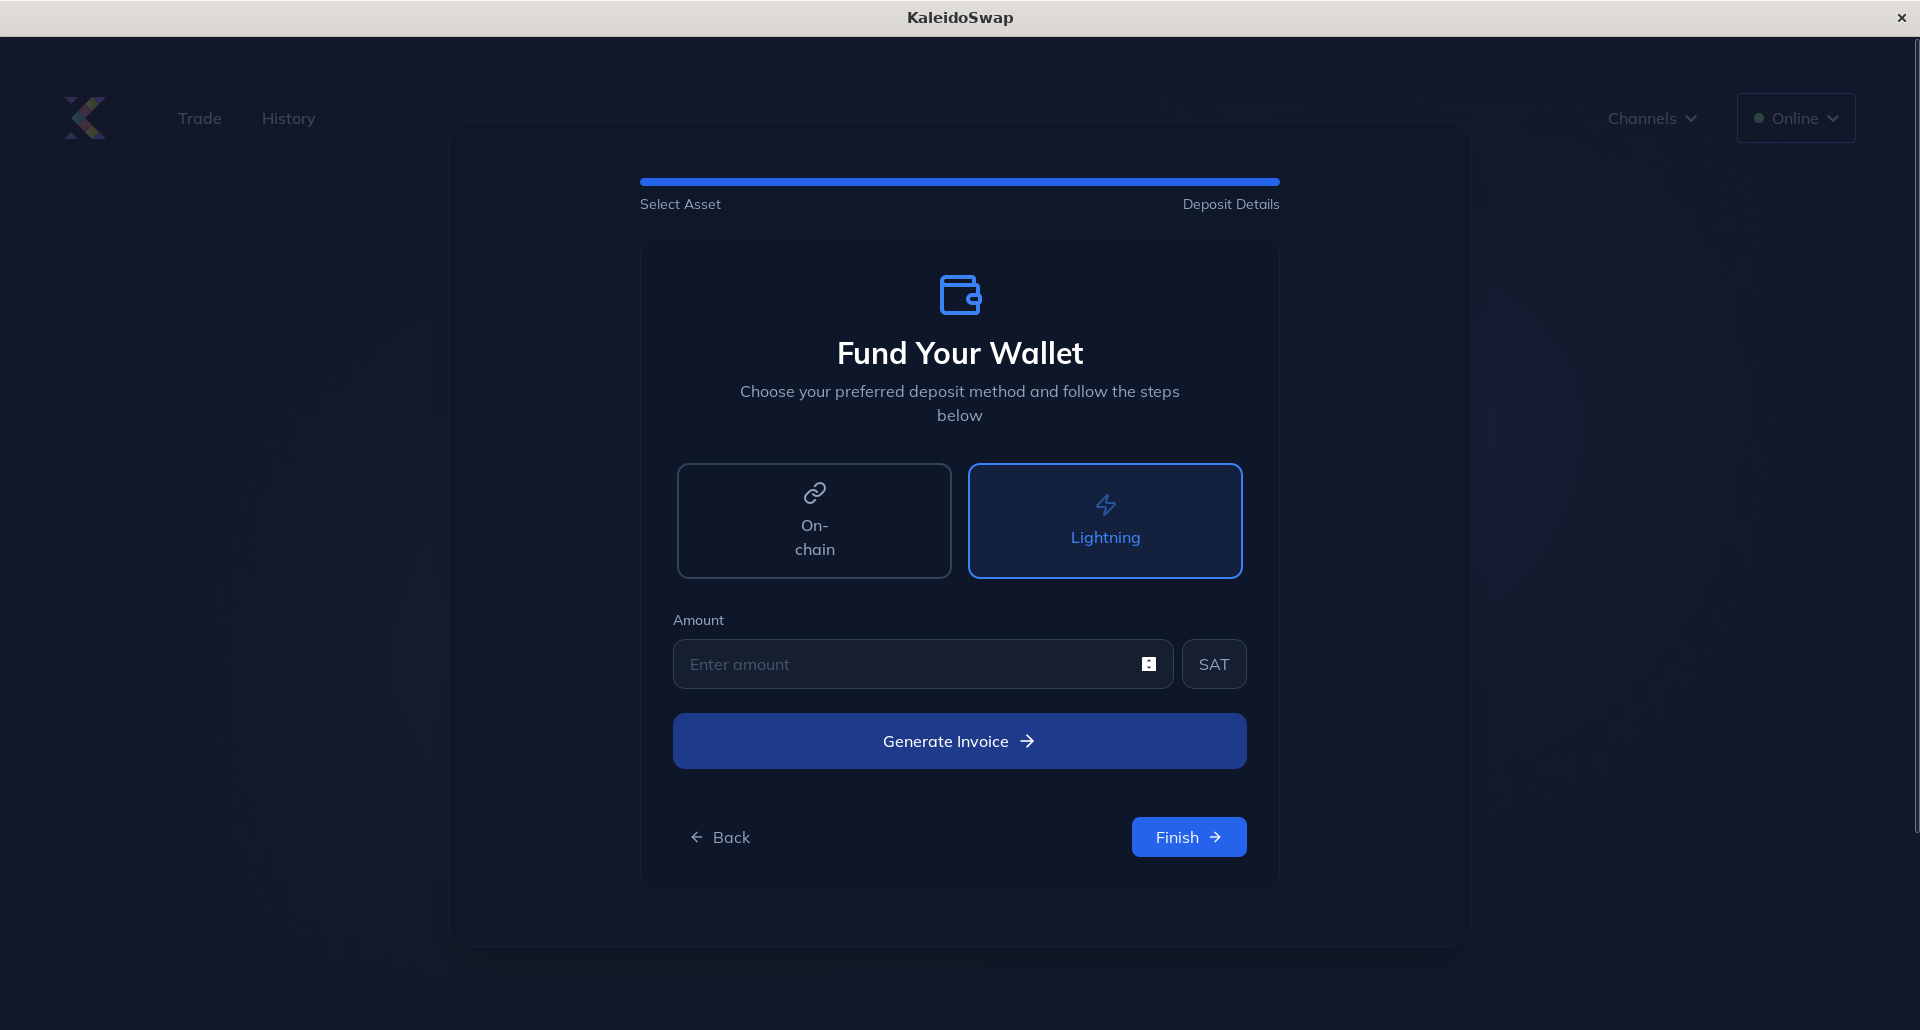 KaleidoSwap
Trade
History
Channels
Online
Select Asset
Deposit Details
Fund Your Wallet
Choose your preferred deposit method and follow the steps
below
On-
chain
Lightning
Amount
Enter amount
SAT
Generate Invoice
Back
Finish